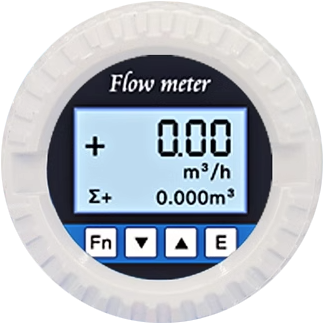 Flow meter
+ 0.00
m³/h
Σ+ 0.000m³
Fn ▼ ▲ E